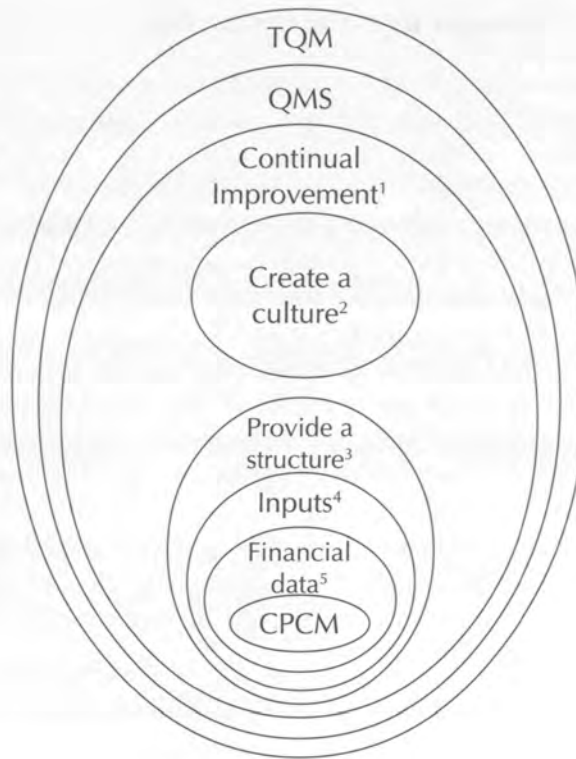 TQM
QMS
Continual
Improvement¹
Create a
culture²
Provide a
structure³
Inputs⁴
Financial
data⁵
CPCM